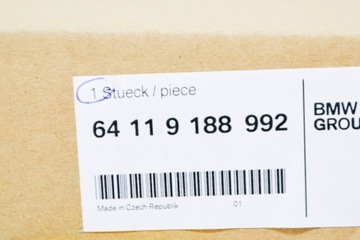 1 Stueck / piece
64 11 9 188 992
BMW
GROU
Made in Czech Republik 01